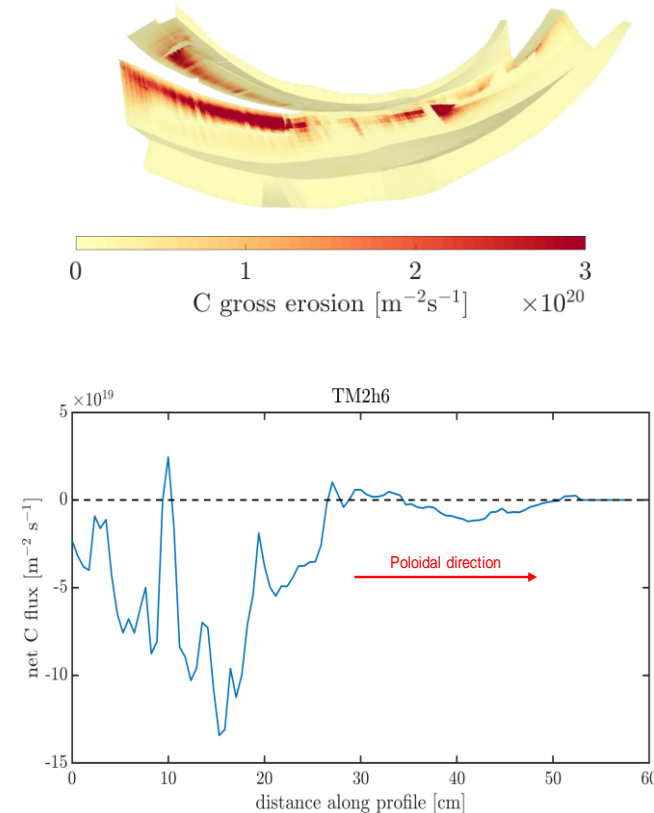 0 1 2 3
C gross erosion [m⁻²s⁻¹] ×10²⁰
TM2h6
×10¹⁹
5
0
-5
-10
-15
net C flux [m⁻² s⁻¹]
Poloidal direction
0 10 20 30 40 50 60
distance along profile [cm]